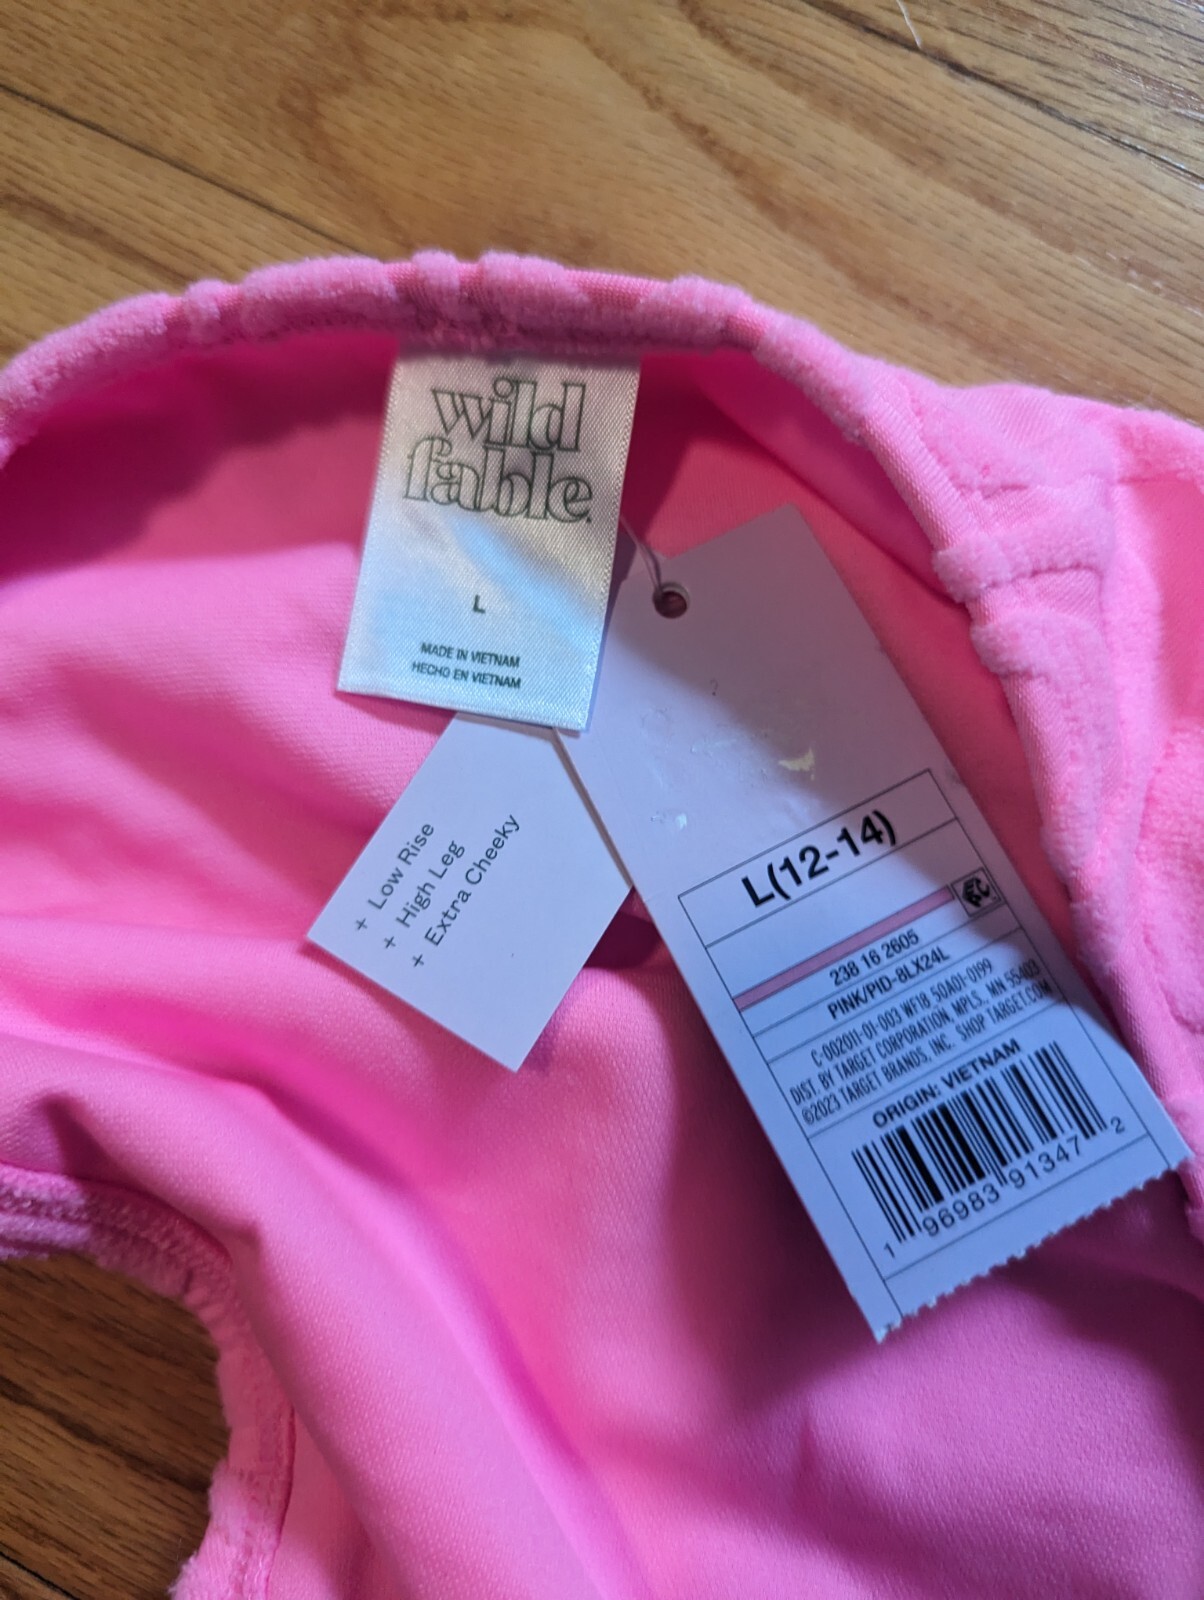 wild
fable.
L
MADE IN VIETNAM
HECHO EN VIETNAM
+ Low Rise
+ High Leg
+ Extra Cheeky
L(12-14)
238 16 2605
PINK/PID-8LX24L
C-002011-01-003 WF18_50A01-0199
DIST. BY TARGET CORPORATION, MPLS., MN 55403
©2023 TARGET BRANDS, INC. SHOP TARGET.COM
ORIGIN: VIETNAM
1 96983 91347 2